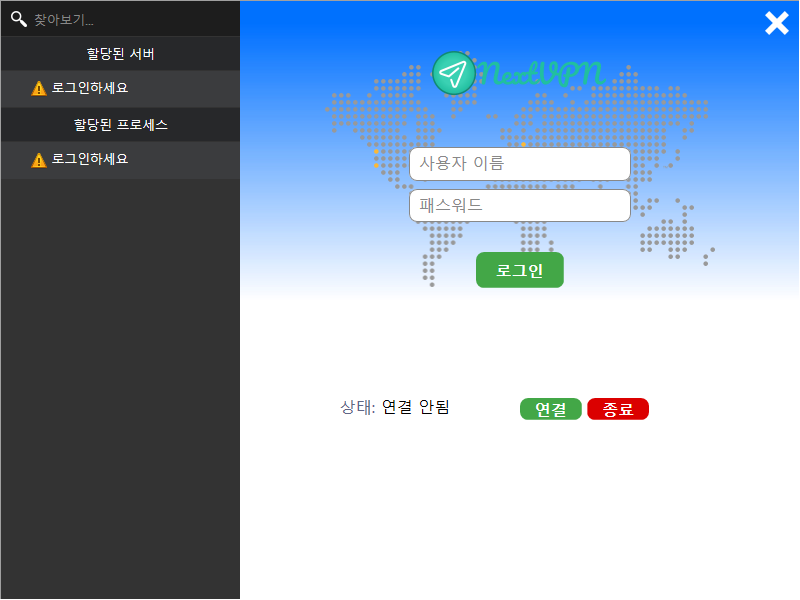 찾아보기...
할당된 서버
로그인하세요
할당된 프로세스
로그인하세요
NextVPN
사용자 이름
패스워드
로그인
상태: 연결 안됨
연결
종료